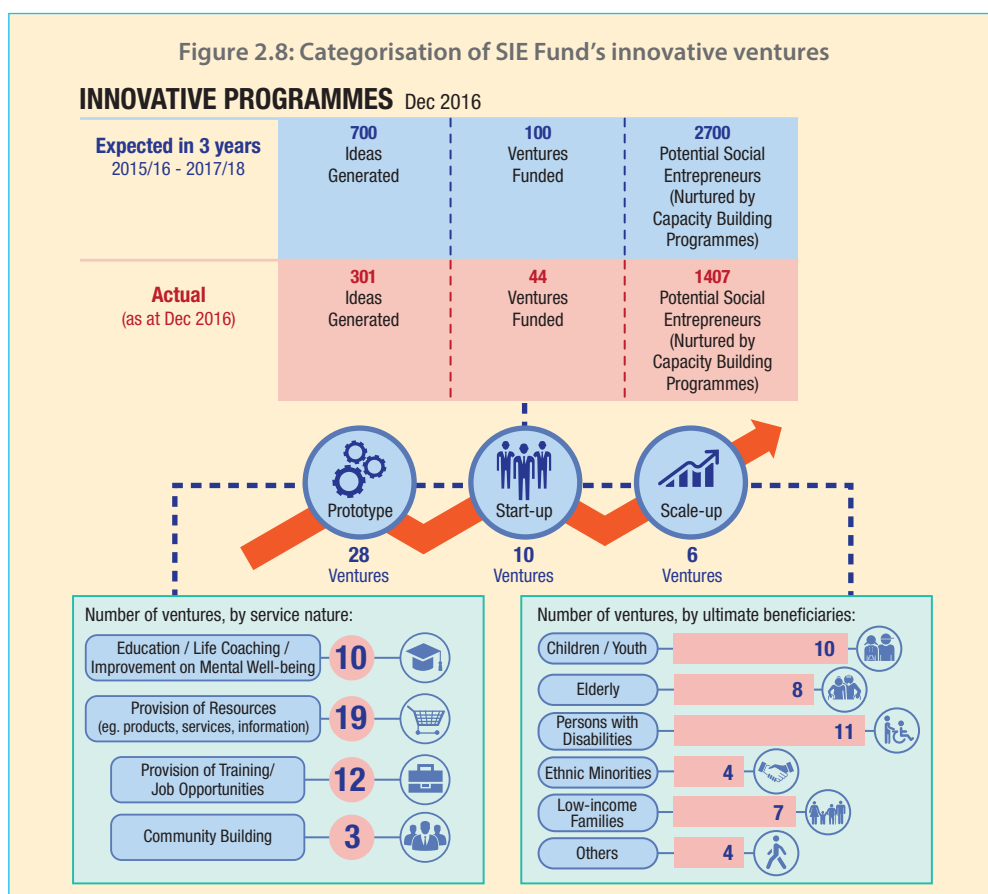 Figure 2.8: Categorisation of SIE Fund's innovative ventures
INNOVATIVE PROGRAMMES Dec 2016
Expected in 3 years
2015/16 - 2017/18
700
Ideas
Generated
100
Ventures
Funded
2700
Potential Social
Entrepreneurs
(Nurtured by
Capacity Building
Programmes)
Actual
(as at Dec 2016)
301
Ideas
Generated
44
Ventures
Funded
1407
Potential Social
Entrepreneurs
(Nurtured by
Capacity Building
Programmes)
Prototype
28
Ventures
Start-up
10
Ventures
Scale-up
6
Ventures
Number of ventures, by service nature:
Education / Life Coaching /
Improvement on Mental Well-being
10
Provision of Resources
(eg. products, services, information)
19
Provision of Training/
Job Opportunities
12
Community Building
3
Number of ventures, by ultimate beneficiaries:
Children / Youth
10
Elderly
8
Persons with
Disabilities
11
Ethnic Minorities
4
Low-income
Families
7
Others
4